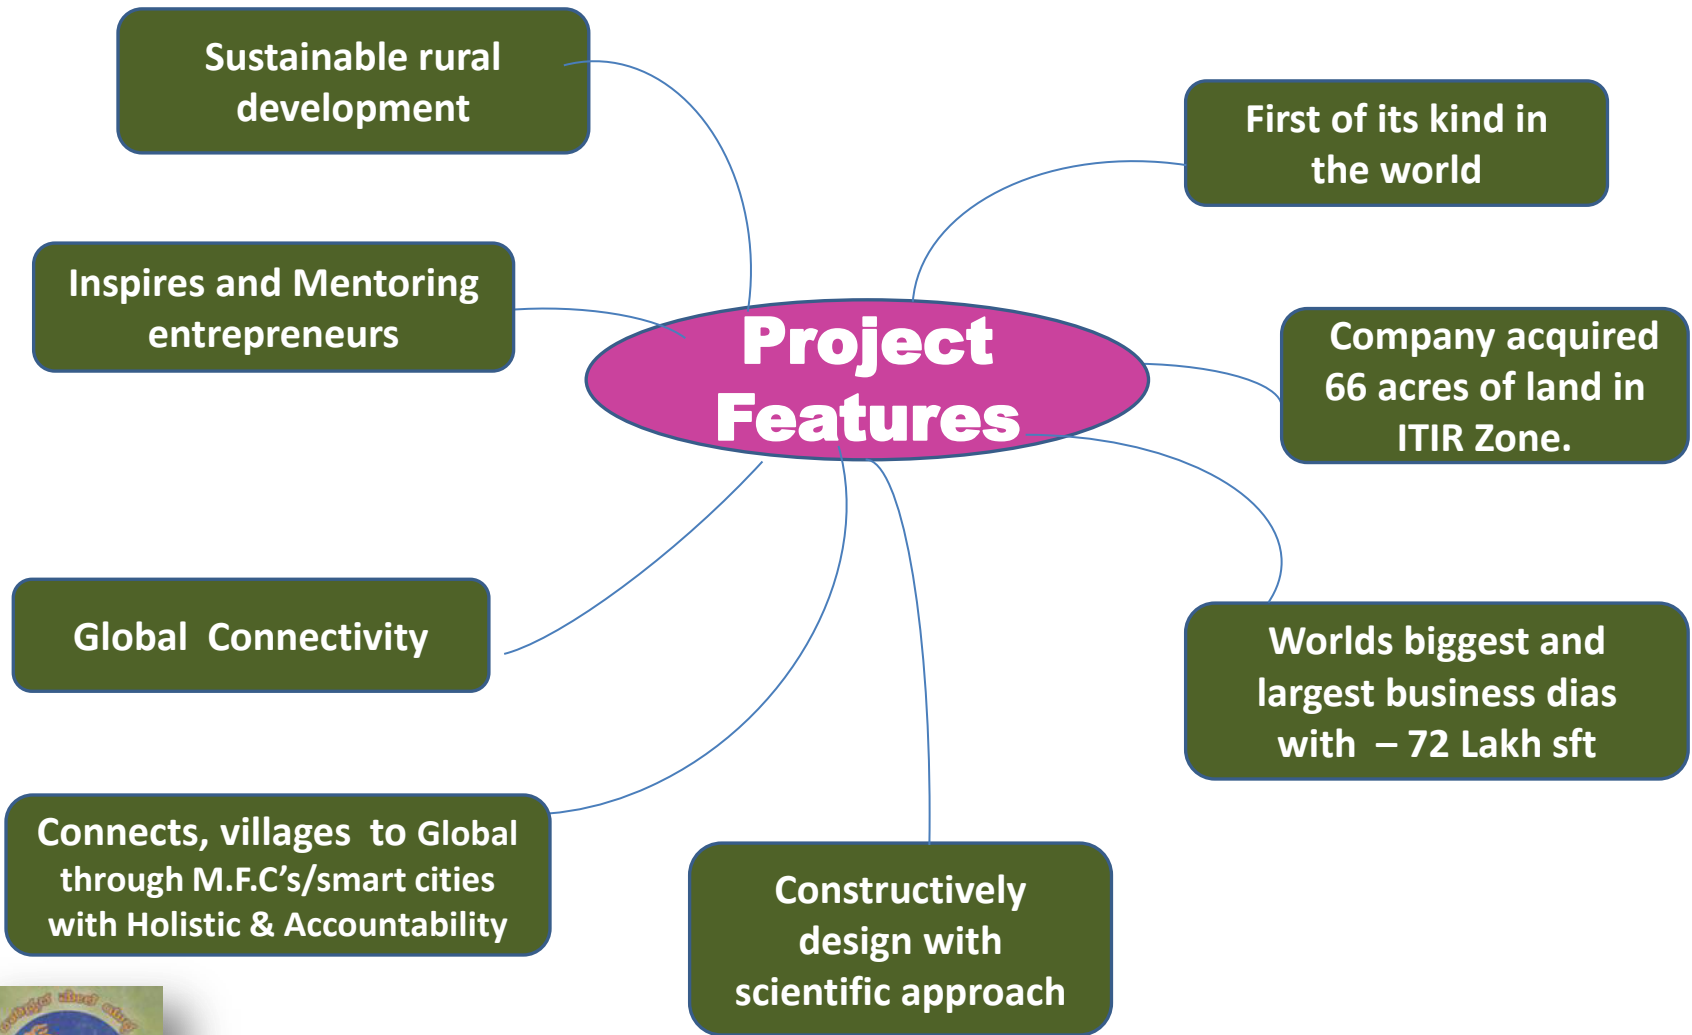 Sustainable rural
development
First of its kind in
the world
Inspires and Mentoring
entrepreneurs
Project
Features
Company acquired
66 acres of land in
ITIR Zone.
Global Connectivity
Worlds biggest and
largest business dias
with – 72 Lakh sft
Connects, villages to Global
through M.F.C's/smart cities
with Holistic & Accountability
Constructively
design with
scientific approach